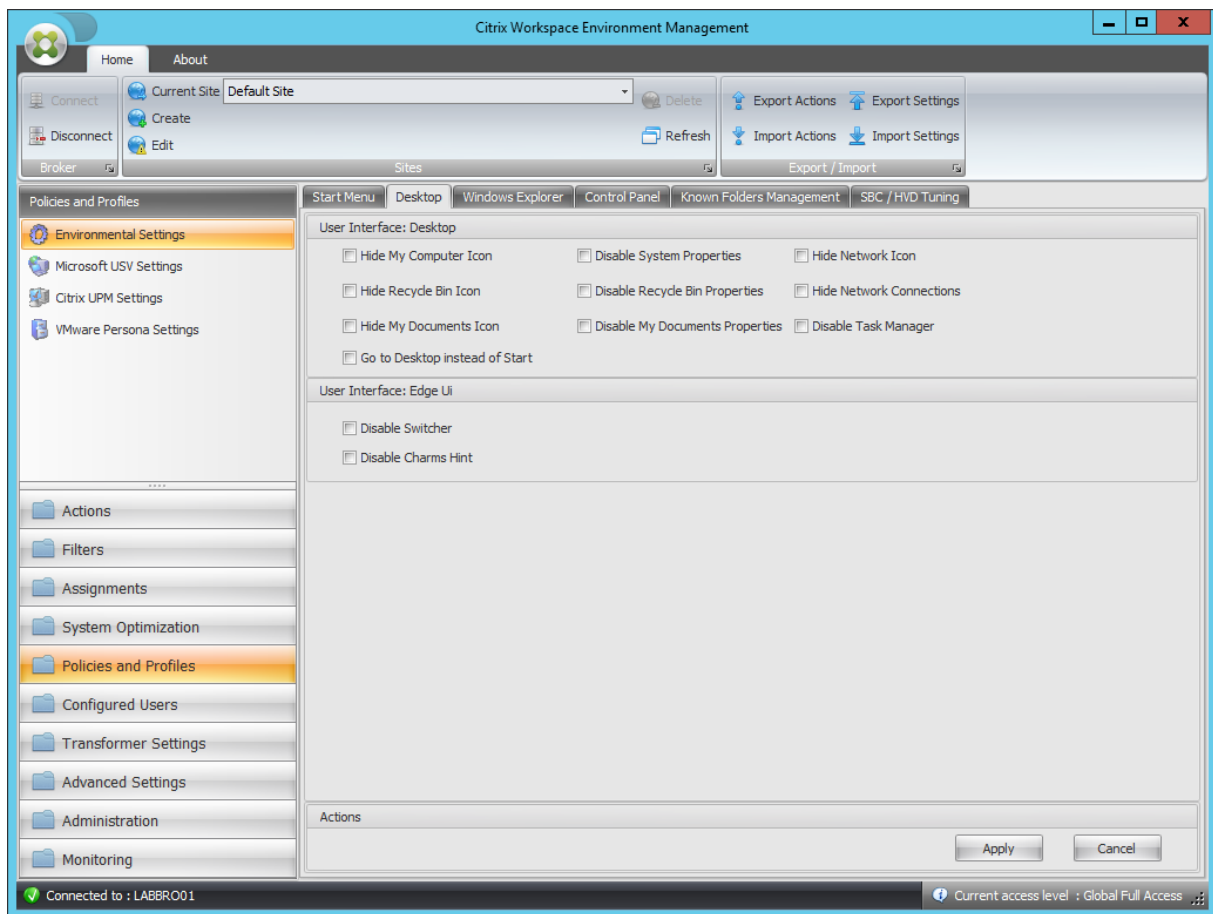 Citrix Workspace Environment Management
Home About
Connect
Disconnect
Broker
Current Site Default Site
Create
Edit
Delete
Refresh
Sites
Export Actions Export Settings
Import Actions Import Settings
Export / Import
Policies and Profiles
Environmental Settings
Microsoft USV Settings
Citrix UPM Settings
VMware Persona Settings
Actions
Filters
Assignments
System Optimization
Policies and Profiles
Configured Users
Transformer Settings
Advanced Settings
Administration
Monitoring
Start Menu Desktop Windows Explorer Control Panel Known Folders Management SBC / HVD Tuning
User Interface: Desktop
Hide My Computer Icon Disable System Properties Hide Network Icon
Hide Recycle Bin Icon Disable Recycle Bin Properties Hide Network Connections
Hide My Documents Icon Disable My Documents Properties Disable Task Manager
Go to Desktop instead of Start
User Interface: Edge Ui
Disable Switcher
Disable Charms Hint
Actions
Apply Cancel
Connected to : LABBRO01
Current access level : Global Full Access